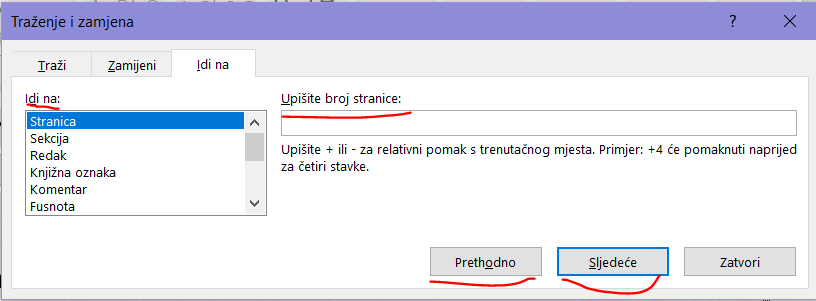 Traženje i zamjena
Traži
Zamijeni
Idi na
Idi na:
Stranica
Sekcija
Redak
Knjižna oznaka
Komentar
Fusnota
Upišite broj stranice:
Upišite + ili - za relativni pomak s trenutačnog mjesta. Primjer: +4 će pomaknuti naprijed
za četiri stavke.
Prethodno
Sljedeće
Zatvori